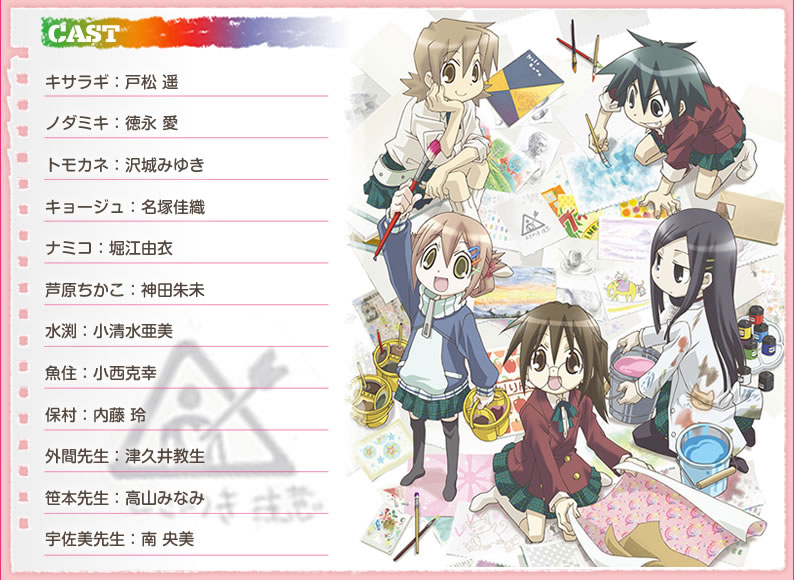 CAST
キサラギ：戸松 遥
ノダミキ：徳永 愛
トモカネ：沢城みゆき
キョージュ：名塚佳織
ナミコ：堀江由衣
芦原ちかこ：神田朱未
水渕：小清水亜美
魚住：小西克幸
保村：内藤 玲
外間先生：津久井教生
笹本先生：高山みなみ
宇佐美先生：南 央美